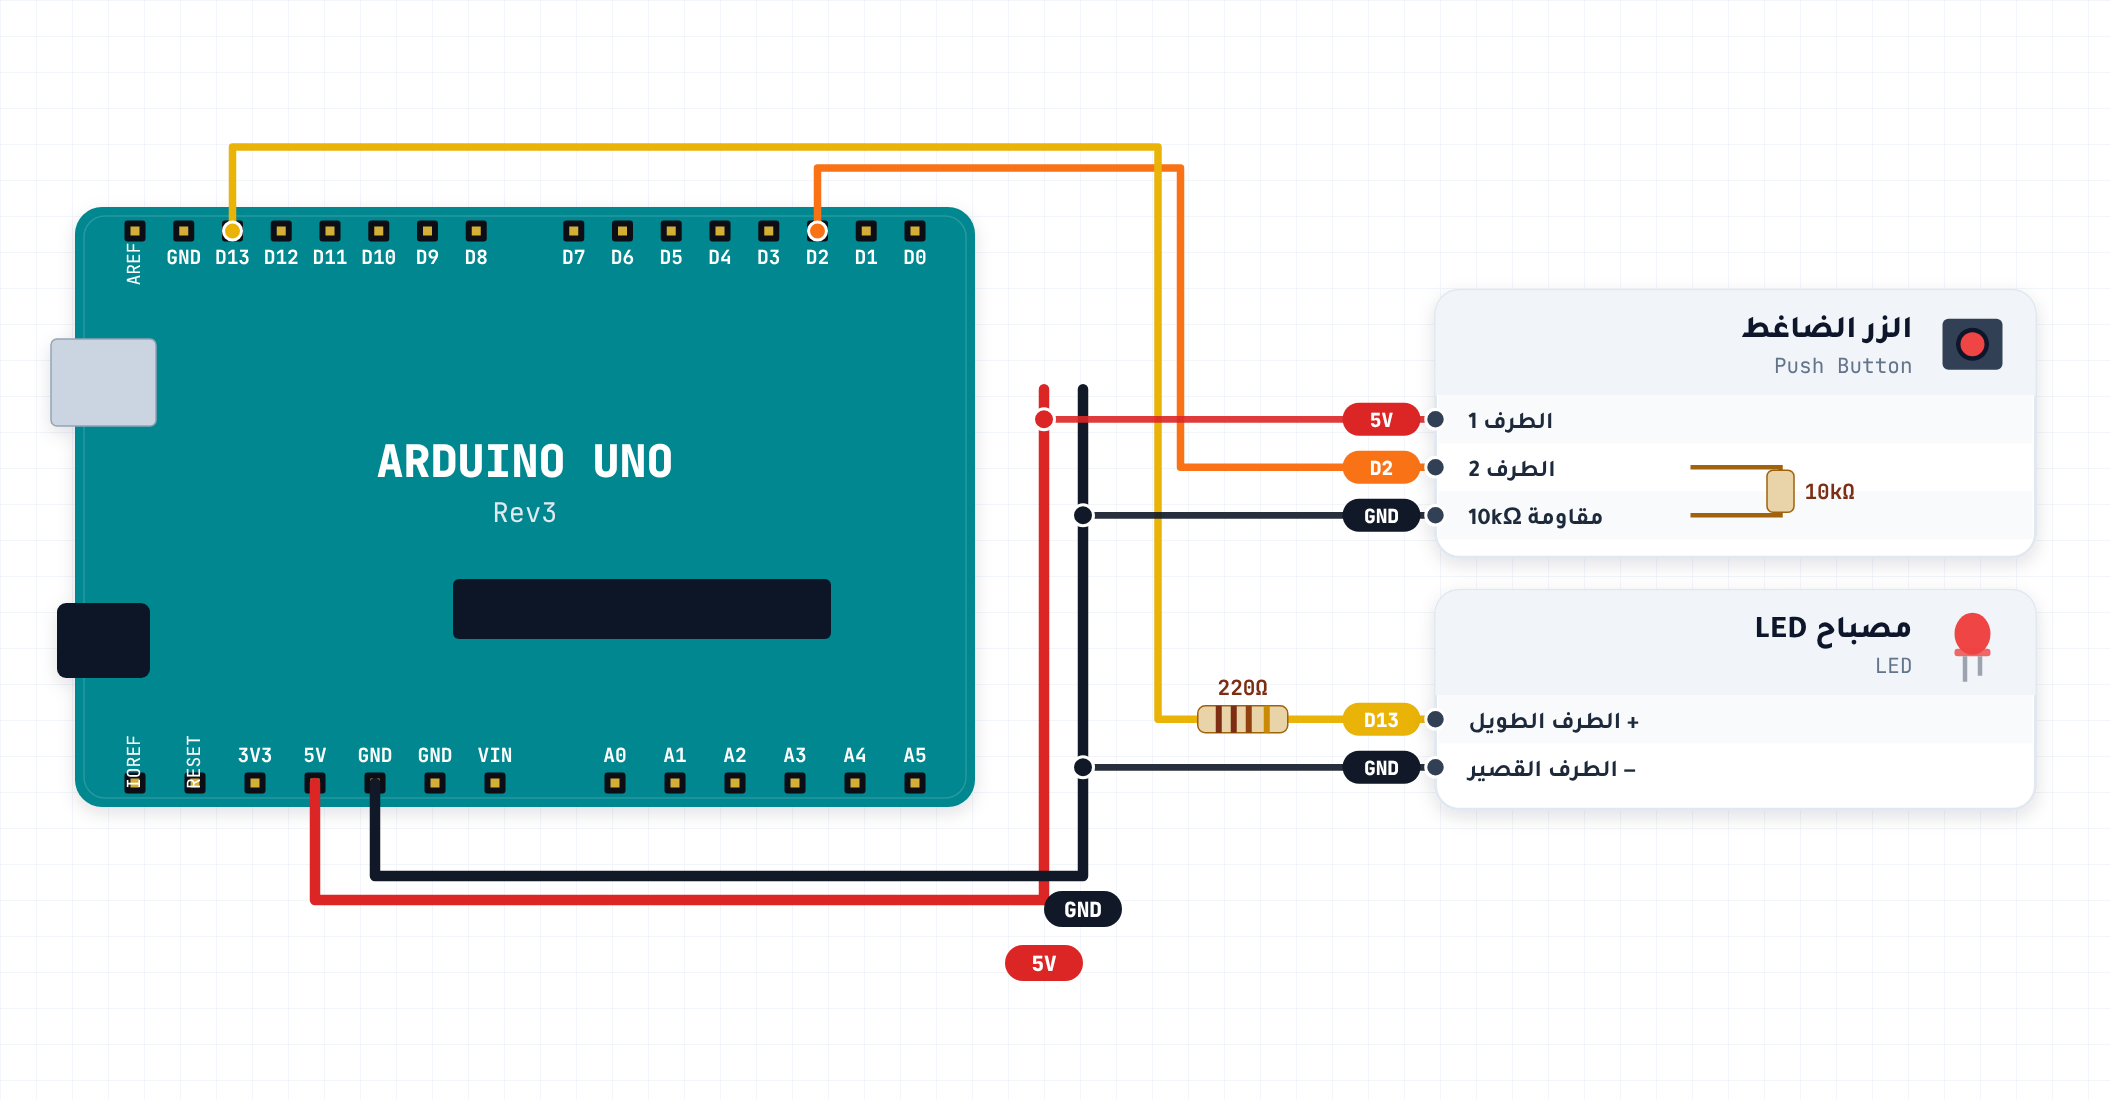 AREF
GND D13 D12 D11 D10 D9 D8 D7 D6 D5 D4 D3 D2 D1 D0
ARDUINO UNO
Rev3
IOREF RESET 3V3 5V GND GND VIN A0 A1 A2 A3 A4 A5
GND
5V
الزر الضاغط
Push Button
5V الطرف 1
D2 الطرف 2
10kΩ
GND مقاومة 10kΩ
مصباح LED
LED
220Ω
D13 الطرف الطويل +
GND الطرف القصير −